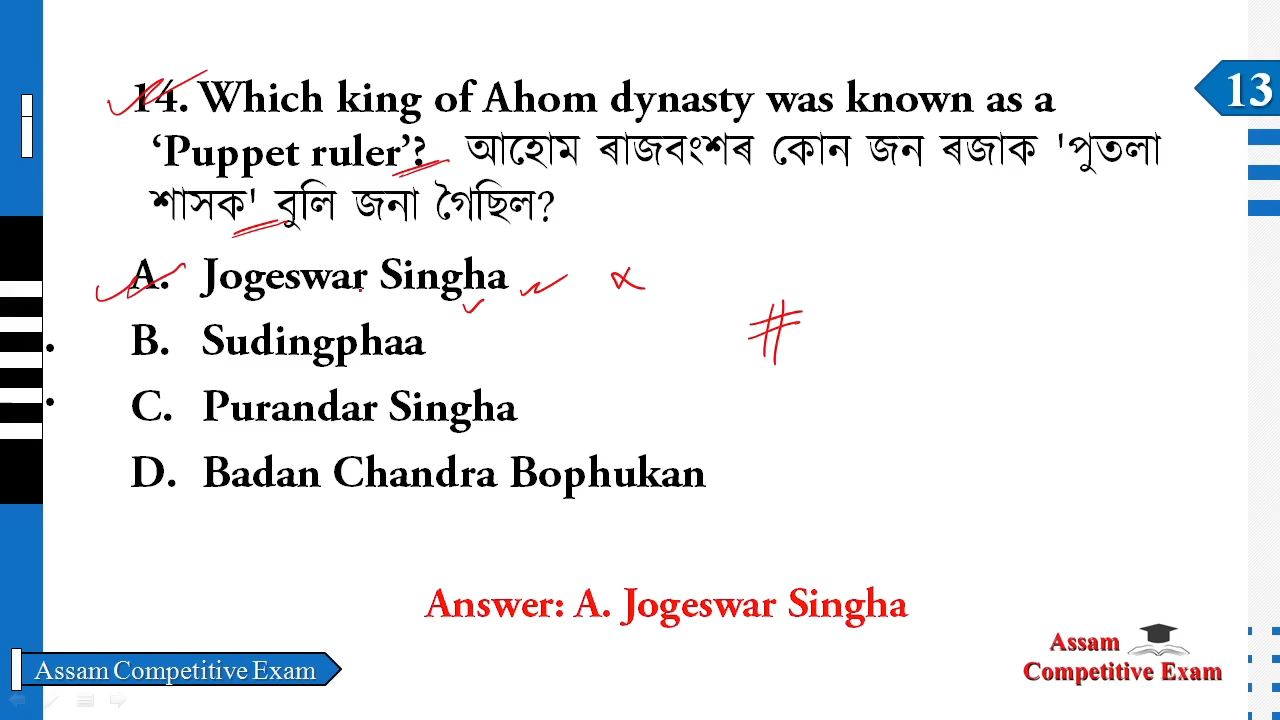 13
14. Which king of Ahom dynasty was known as a
‘Puppet ruler’? আহোম ৰাজবংশৰ কোন জন ৰজাক 'পুতলা
শাসক' বুলি জনা গৈছিল?
A. Jogeswar Singha
B. Sudingphaa
C. Purandar Singha
D. Badan Chandra Bophukan
Answer: A. Jogeswar Singha
Assam Competitive Exam
Assam
Competitive Exam